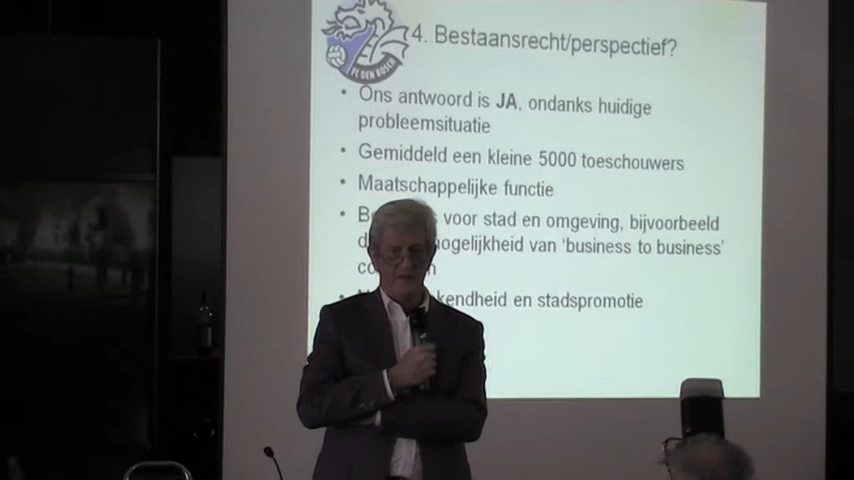 FC DEN BOSCH
4. Bestaansrecht/perspectief?
• Ons antwoord is JA, ondanks huidige
probleemsituatie
• Gemiddeld een kleine 5000 toeschouwers
• Maatschappelijke functie
• voor stad en omgeving, bijvoorbeeld
van 'business to business'
• en stadspromotie